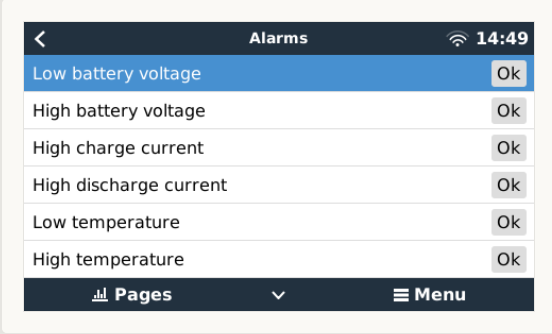 Alarms 14:49
Low battery voltage Ok
High battery voltage Ok
High charge current Ok
High discharge current Ok
Low temperature Ok
High temperature Ok
Pages Menu